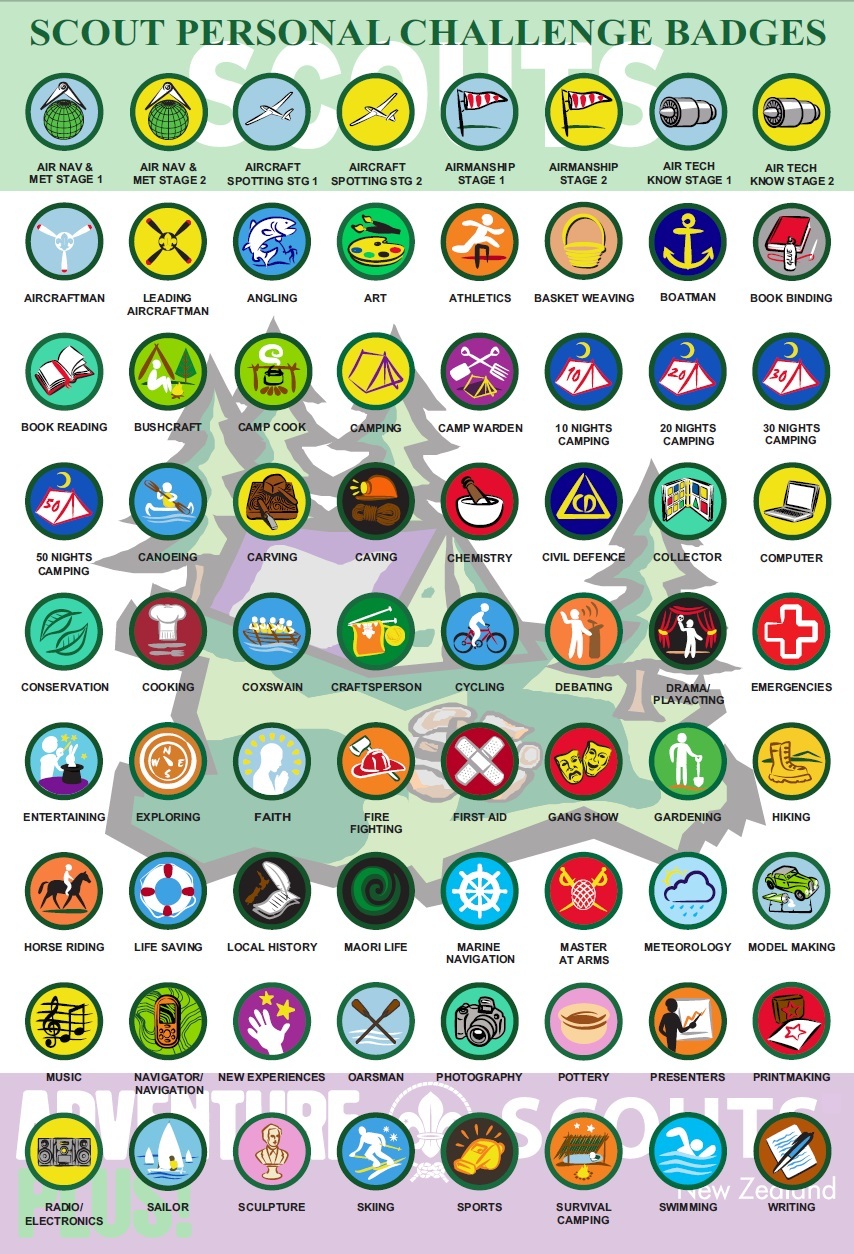 SCOUT PERSONAL CHALLENGE BADGES
SCOUTS
AIR NAV & MET STAGE 1
AIR NAV & MET STAGE 2
AIRCRAFT SPOTTING STG 1
AIRCRAFT SPOTTING STG 2
AIRMANSHIP STAGE 1
AIRMANSHIP STAGE 2
AIR TECH KNOW STAGE 1
AIR TECH KNOW STAGE 2
GLUE
AIRCRAFTMAN
LEADING AIRCRAFTMAN
ANGLING
ART
ATHLETICS
BASKET WEAVING
BOATMAN
BOOK BINDING
10
20
30
BOOK READING
BUSHCRAFT
CAMP COOK
CAMPING
CAMP WARDEN
10 NIGHTS CAMPING
20 NIGHTS CAMPING
30 NIGHTS CAMPING
50
CD
50 NIGHTS CAMPING
CANOEING
CARVING
CAVING
CHEMISTRY
CIVIL DEFENCE
COLLECTOR
COMPUTER
CONSERVATION
COOKING
COXSWAIN
CRAFTSPERSON
CYCLING
DEBATING
DRAMA/ PLAYACTING
EMERGENCIES
N
W E
S
ENTERTAINING
EXPLORING
FAITH
FIRE FIGHTING
FIRST AID
GANG SHOW
GARDENING
HIKING
HORSE RIDING
LIFE SAVING
LOCAL HISTORY
MAORI LIFE
MARINE NAVIGATION
MASTER AT ARMS
METEOROLOGY
MODEL MAKING
MUSIC
NAVIGATOR/ NAVIGATION
NEW EXPERIENCES
OARSMAN
PHOTOGRAPHY
POTTERY
PRESENTERS
PRINTMAKING
ADVENTURE PLUS!
SCOUTS
New Zealand
RADIO/ ELECTRONICS
SAILOR
SCULPTURE
SKIING
SPORTS
SURVIVAL CAMPING
SWIMMING
WRITING